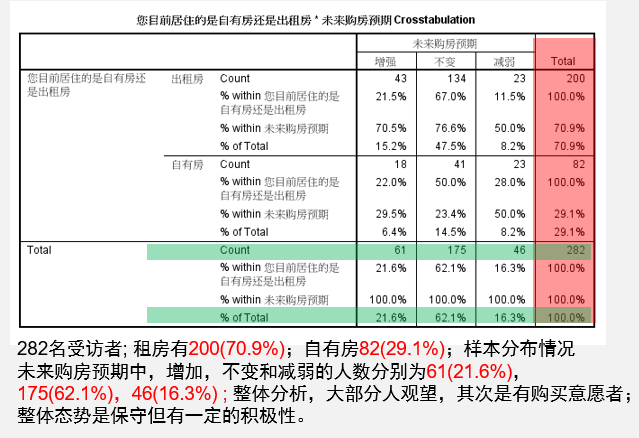 您目前居住的是自有房还是出租房 * 未来购房预期 Crosstabulation
未来购房预期
增强 不变 减弱 Total
您目前居住的是自有房还是出租房 出租房 Count 43 134 23 200
% within 您目前居住的是自有房还是出租房 21.5% 67.0% 11.5% 100.0%
% within 未来购房预期 70.5% 76.6% 50.0% 70.9%
% of Total 15.2% 47.5% 8.2% 70.9%
自有房 Count 18 41 23 82
% within 您目前居住的是自有房还是出租房 22.0% 50.0% 28.0% 100.0%
% within 未来购房预期 29.5% 23.4% 50.0% 29.1%
% of Total 6.4% 14.5% 8.2% 29.1%
Total Count 61 175 46 282
% within 您目前居住的是自有房还是出租房 21.6% 62.1% 16.3% 100.0%
% within 未来购房预期 100.0% 100.0% 100.0% 100.0%
% of Total 21.6% 62.1% 16.3% 100.0%
282名受访者; 租房有200(70.9%)；自有房82(29.1%)；样本分布情况
未来购房预期中，增加，不变和减弱的人数分别为61(21.6%)，
175(62.1%)，46(16.3%) ; 整体分析，大部分人观望，其次是有购买意愿者；
整体态势是保守但有一定的积极性。